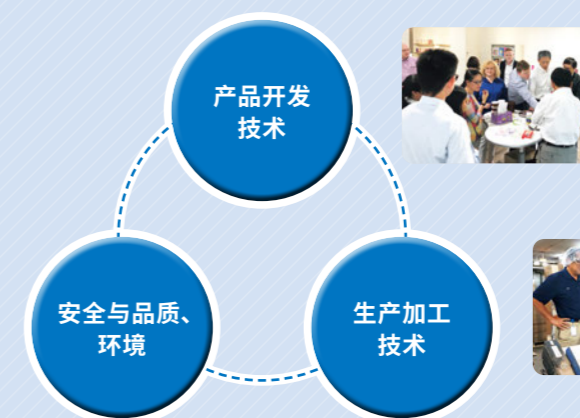 产品开发
技术
安全与品质、
环境
生产加工
技术